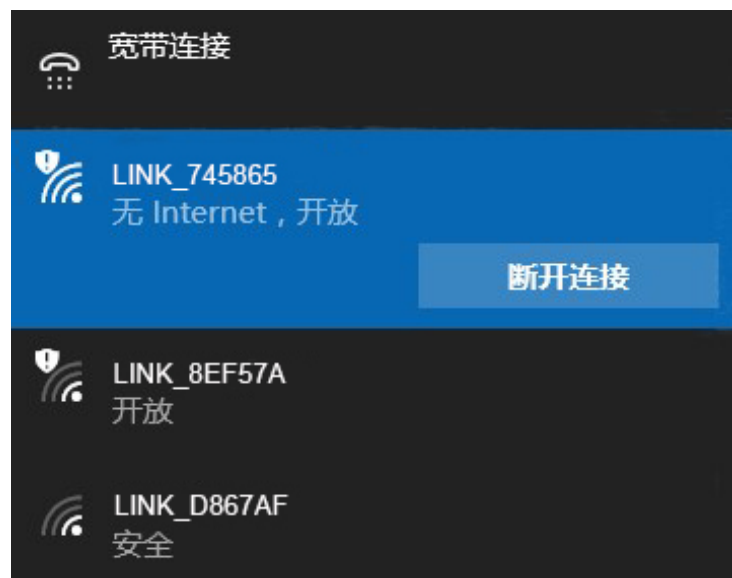 宽带连接
LINK_745865
无 Internet，开放
断开连接
LINK_8EF57A
开放
LINK_D867AF
安全